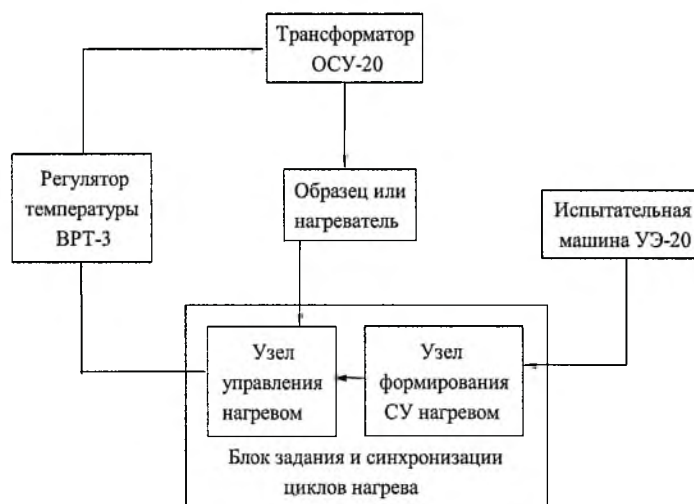 Трансформатор
ОСУ-20
Регулятор
температуры
ВРТ-3
Образец или
нагреватель
Испытательная
машина УЭ-20
Узел
управления
нагревом
Узел
формирования
СУ нагревом
Блок задания и синхронизации
циклов нагрева